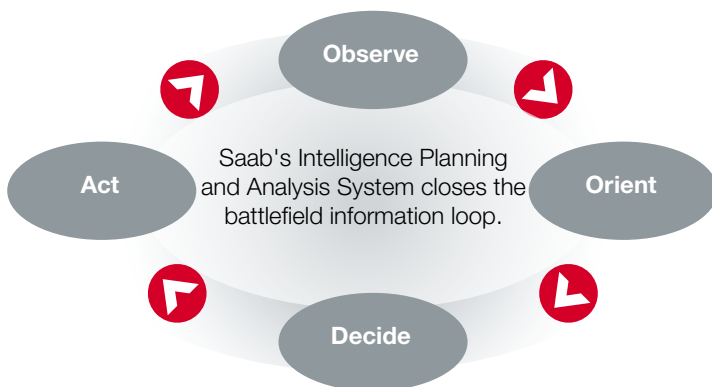 Observe
Saab's Intelligence Planning
and Analysis System closes the
battlefield information loop.
Act
Orient
Decide